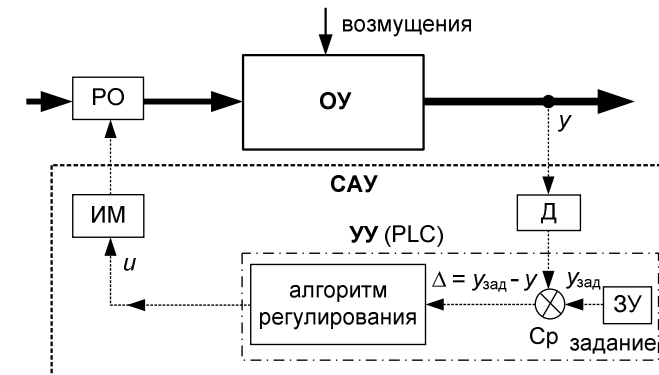 возмущения
РО
ОУ
y
САУ
ИМ
Д
УУ (PLC)
u
алгоритм
регулирования
Δ = yзад - y
yзад
ЗУ
Ср
задание